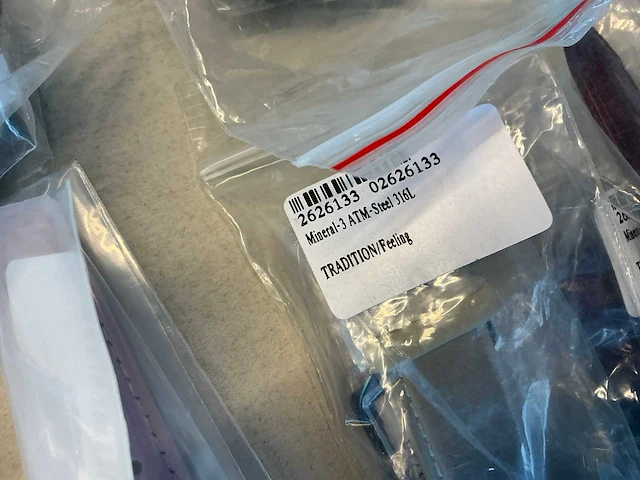 2626133 02626133
Mineral-3 ATM-Steel 316L
TRADITION/Feeling